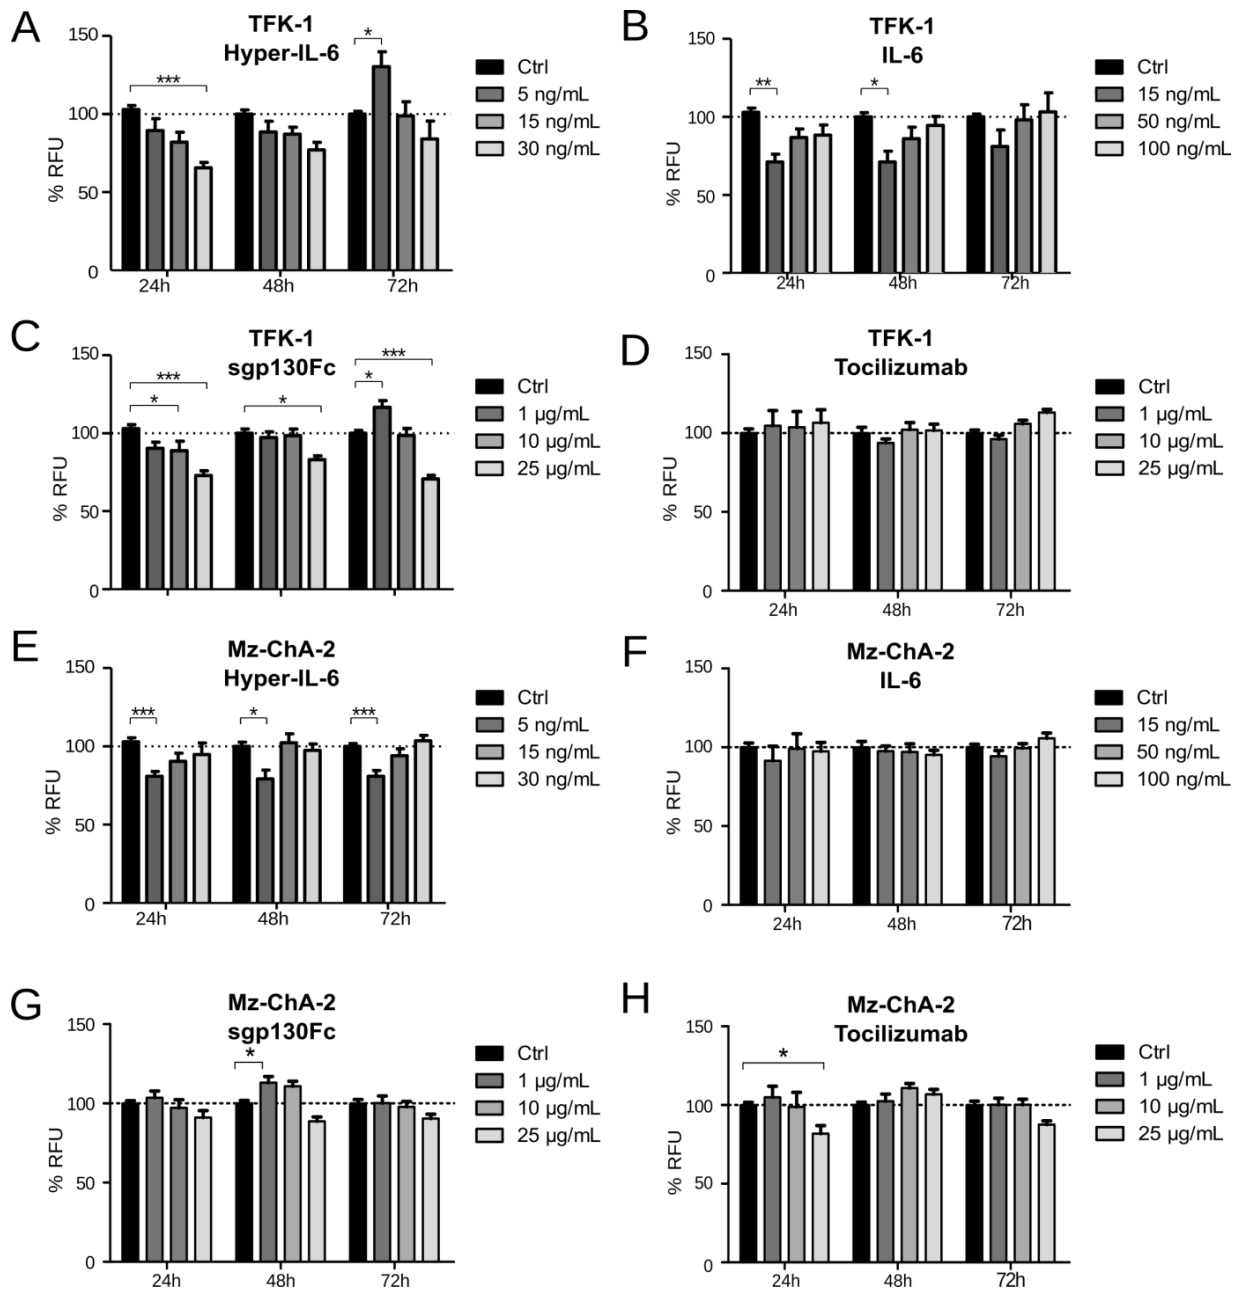 A
TFK-1
Hyper-IL-6
150
100
50
0
% RFU
***
*
24h
48h
72h
Ctrl
5 ng/mL
15 ng/mL
30 ng/mL
B
TFK-1
IL-6
150
100
50
0
% RFU
**
*
24h
48h
72h
Ctrl
15 ng/mL
50 ng/mL
100 ng/mL
C
TFK-1
sgp130Fc
150
100
50
0
% RFU
***
*
*
***
*
Ctrl
1 µg/mL
10 µg/mL
25 µg/mL
D
TFK-1
Tocilizumab
150
100
50
0
% RFU
24h
48h
72h
Ctrl
1 µg/mL
10 µg/mL
25 µg/mL
E
Mz-ChA-2
Hyper-IL-6
150
100
50
0
% RFU
***
*
***
24h
48h
72h
Ctrl
5 ng/mL
15 ng/mL
30 ng/mL
F
Mz-ChA-2
IL-6
150
100
50
0
% RFU
24h
48h
72h
Ctrl
15 ng/mL
50 ng/mL
100 ng/mL
G
Mz-ChA-2
sgp130Fc
150
100
50
0
% RFU
*
24h
48h
72h
Ctrl
1 µg/mL
10 µg/mL
25 µg/mL
H
Mz-ChA-2
Tocilizumab
150
100
50
0
% RFU
*
24h
48h
72h
Ctrl
1 µg/mL
10 µg/mL
25 µg/mL